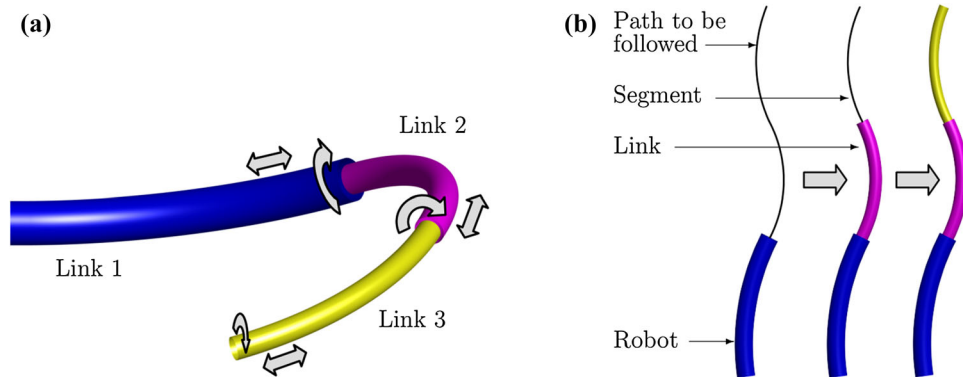 (a)
Link 1
Link 2
Link 3
(b)
Path to be
followed
Segment
Link
Robot